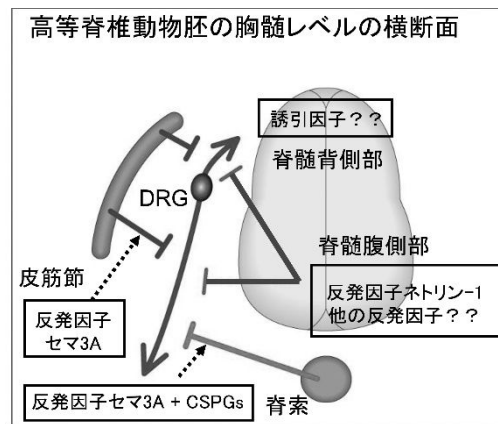 高等脊椎動物胚の胸髄レベルの横断面
誘引因子？？
脊髄背側部
DRG
脊髄腹側部
皮筋節
反発因子ネトリン-1
他の反発因子？？
反発因子
セマ3A
反発因子セマ3A + CSPGs
脊索